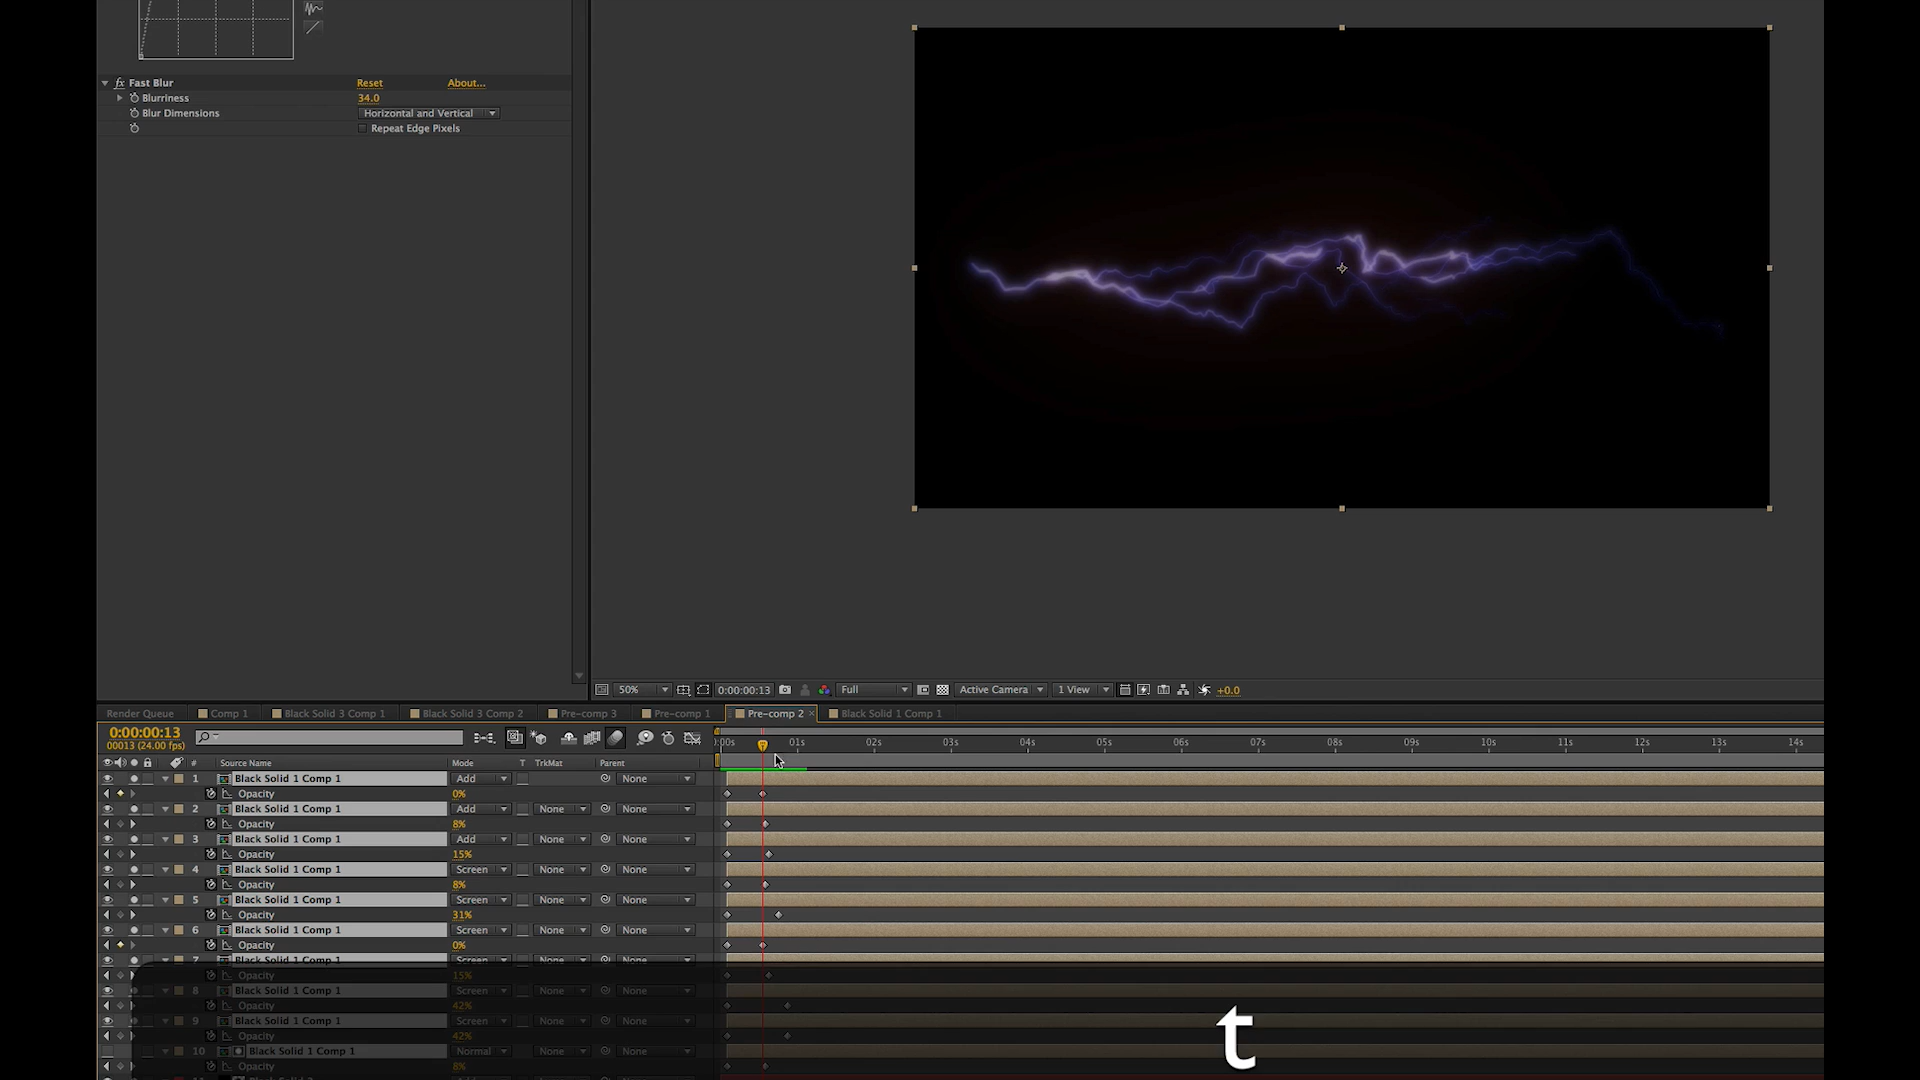 fx Fast Blur Reset About...
Blurriness 34.0
Blur Dimensions Horizontal and Vertical
Repeat Edge Pixels
50% 0:00:00:13 Full Active Camera 1 View +0.0
Render Queue Comp 1 Black Solid 3 Comp 1 Black Solid 3 Comp 2 Pre-comp 3 Pre-comp 1 Pre-comp 2 Black Solid 1 Comp 1
0:00:00:13
00013 (24.00 fps)
:00s 01s 02s 03s 04s 05s 06s 07s 08s 09s 10s 11s 12s 13s 14s
# Source Name Mode T TrkMat Parent
1 Black Solid 1 Comp 1 Add None
Opacity 0%
2 Black Solid 1 Comp 1 Add None None
Opacity 8%
3 Black Solid 1 Comp 1 Add None None
Opacity 15%
4 Black Solid 1 Comp 1 Screen None None
Opacity 8%
5 Black Solid 1 Comp 1 Screen None None
Opacity 31%
6 Black Solid 1 Comp 1 Screen None None
Opacity 0%
7 Black Solid 1 Comp 1 Screen None None
Opacity 15%
8 Black Solid 1 Comp 1 Screen None None
Opacity 42%
9 Black Solid 1 Comp 1 Screen None None
Opacity 42%
10 Black Solid 1 Comp 1 Normal None None
Opacity 8%
t